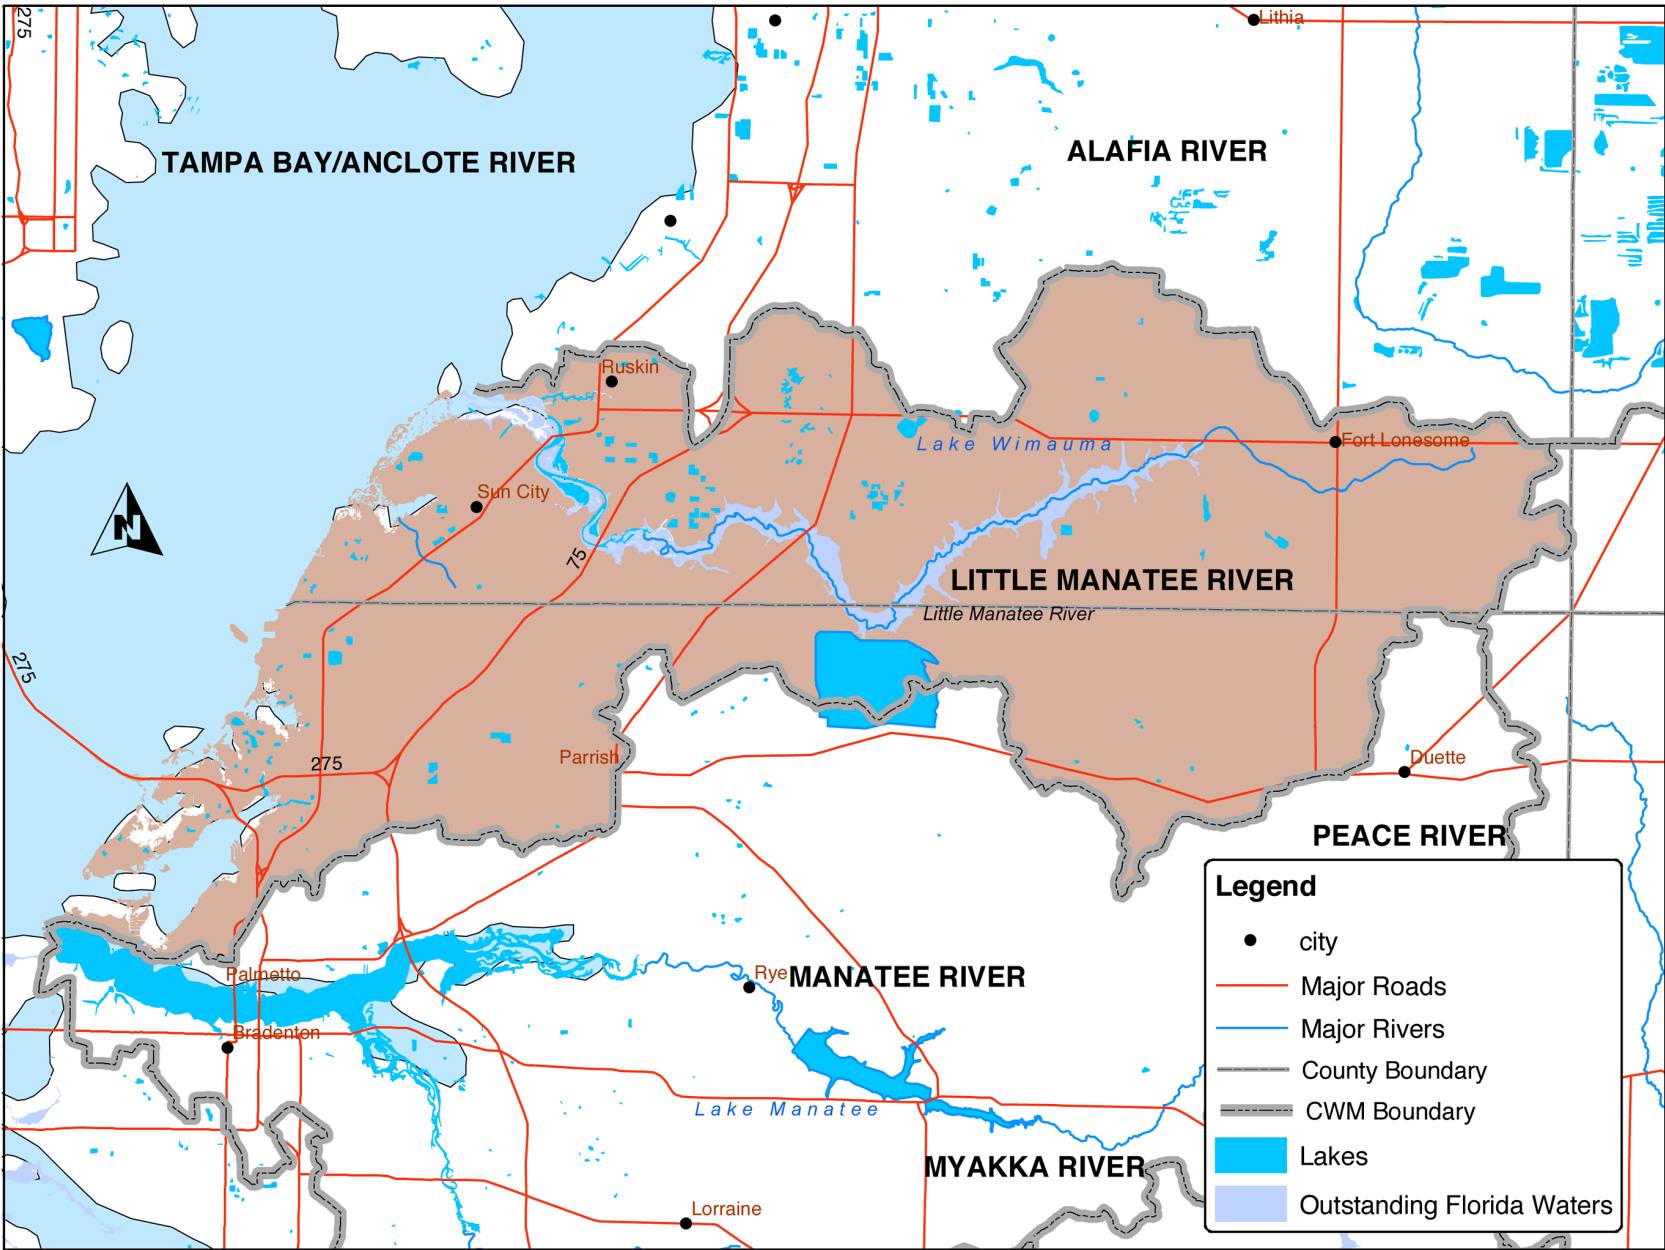 275
Lithia
ALAFIA RIVER
TAMPA BAY/ANCLOTE RIVER
Ruskin
Lake Wimauma
Fort Lonesome
Sun City
N
75
LITTLE MANATEE RIVER
Little Manatee River
275
275
Parrish
Duette
PEACE RIVER
Legend
city
Major Roads
Major Rivers
County Boundary
CWM Boundary
Lakes
Outstanding Florida Waters
Palmetto
Rye
MANATEE RIVER
Bradenton
Lake Manatee
MYAKKA RIVER
Lorraine